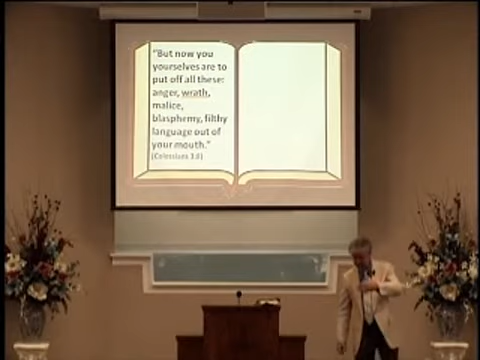 "But now you
yourselves are to
put off all these:
anger, wrath,
malice,
blasphemy, filthy
language out of
your mouth."
(Colossians 3:8)